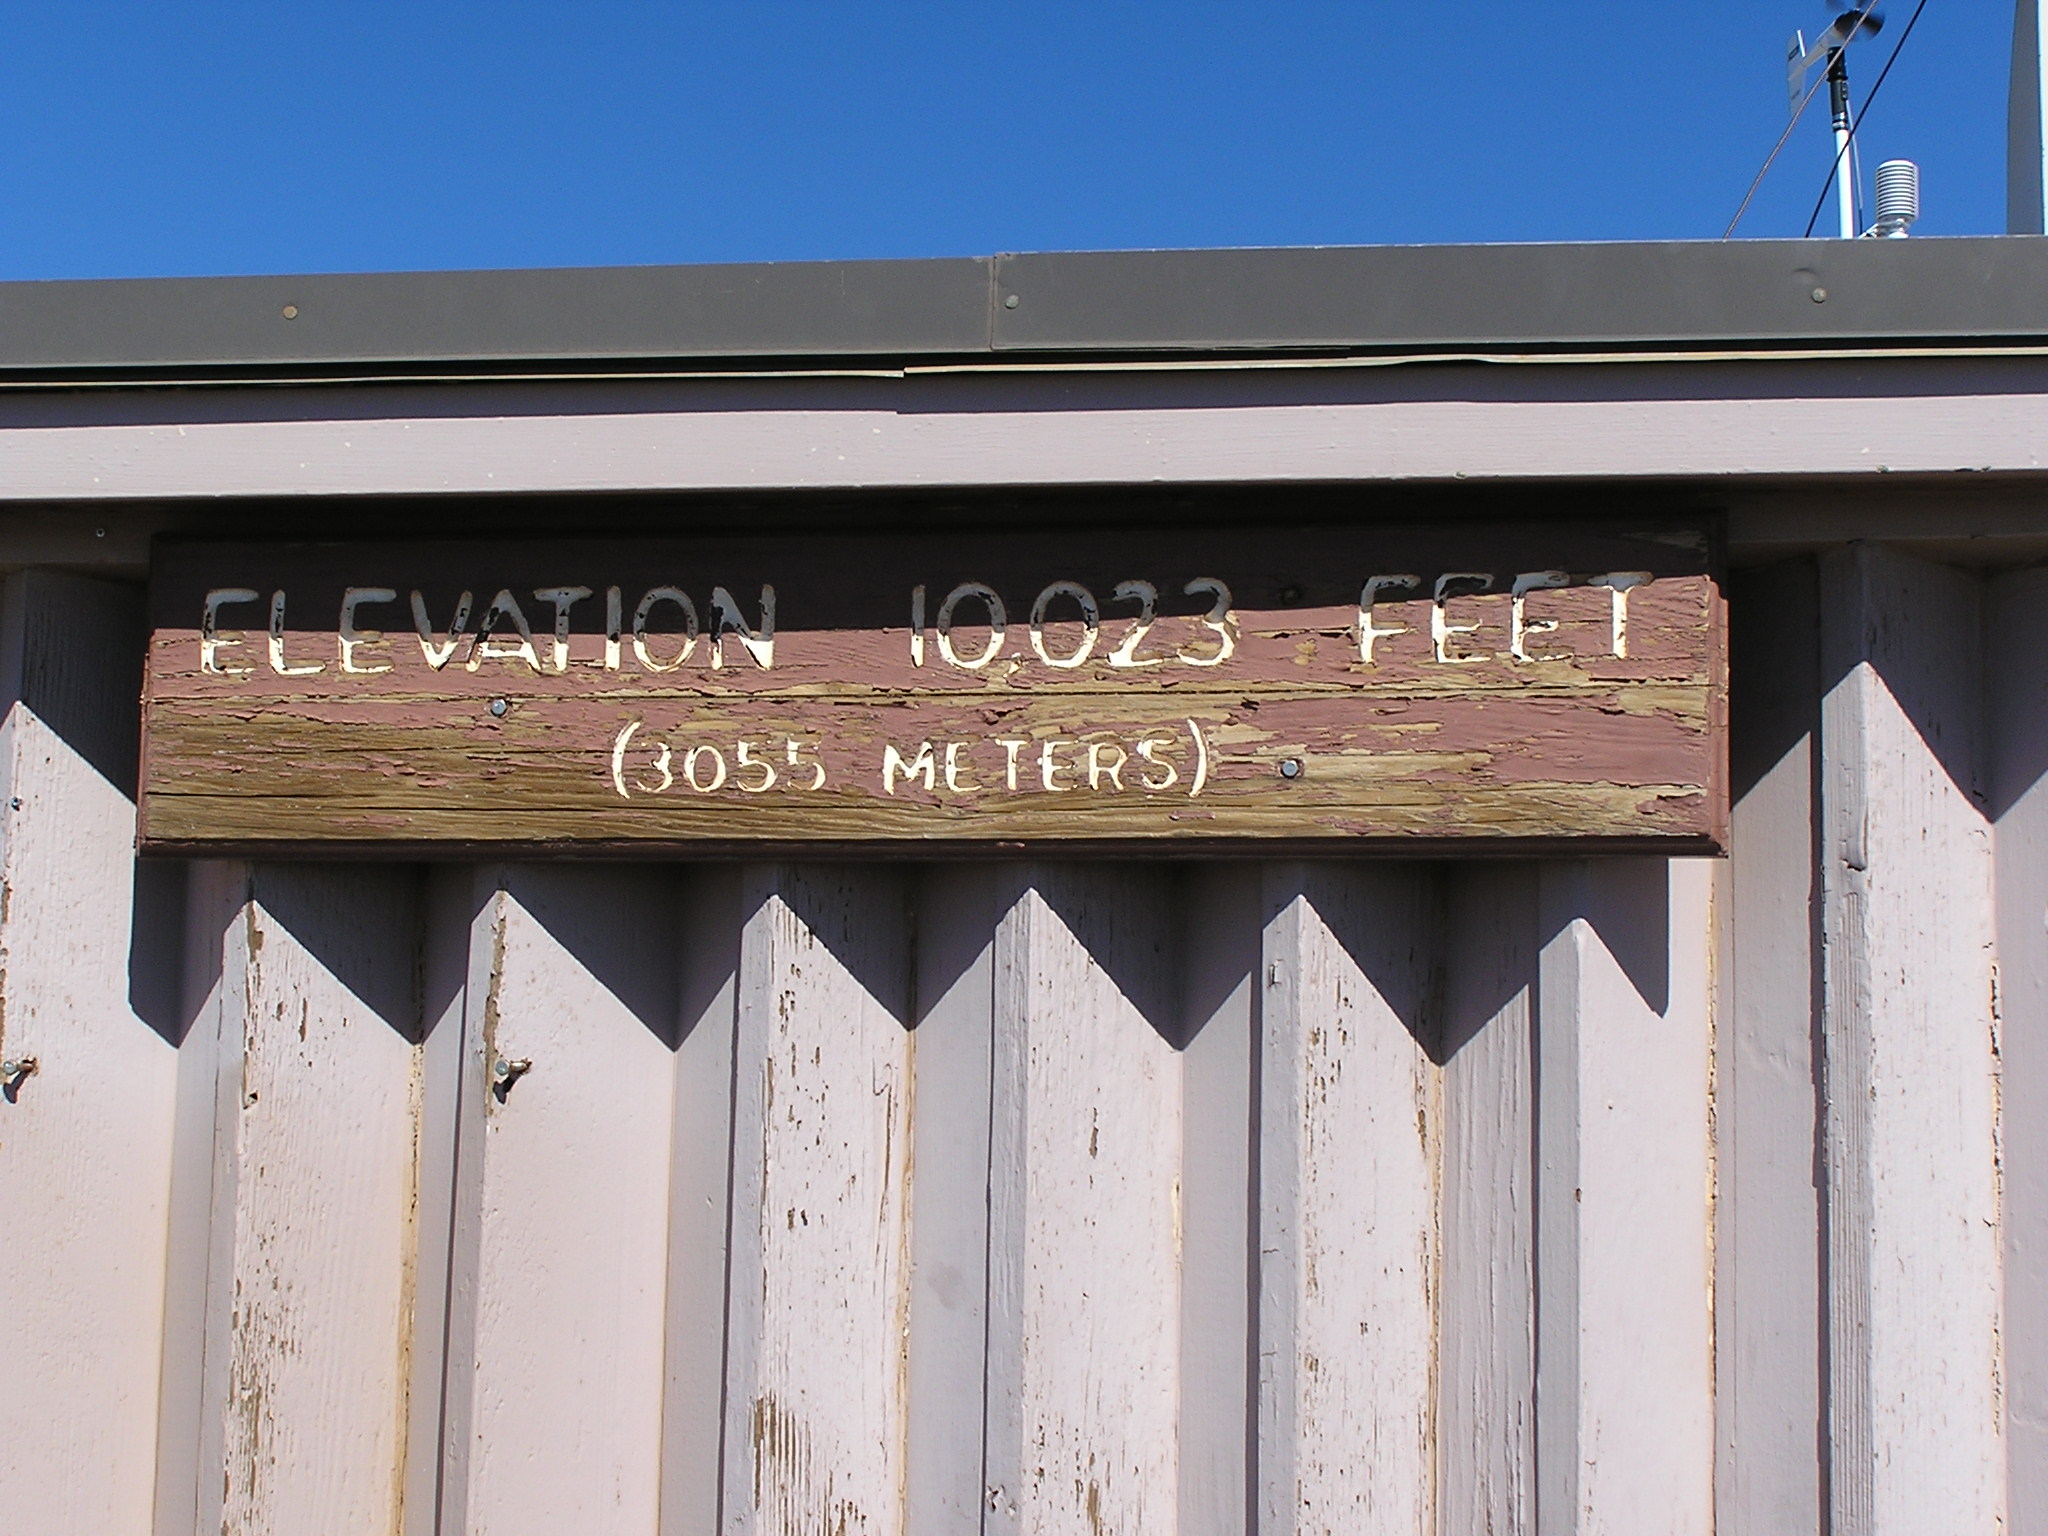 ELEVATION 10,023 FEET
(3055 METERS)